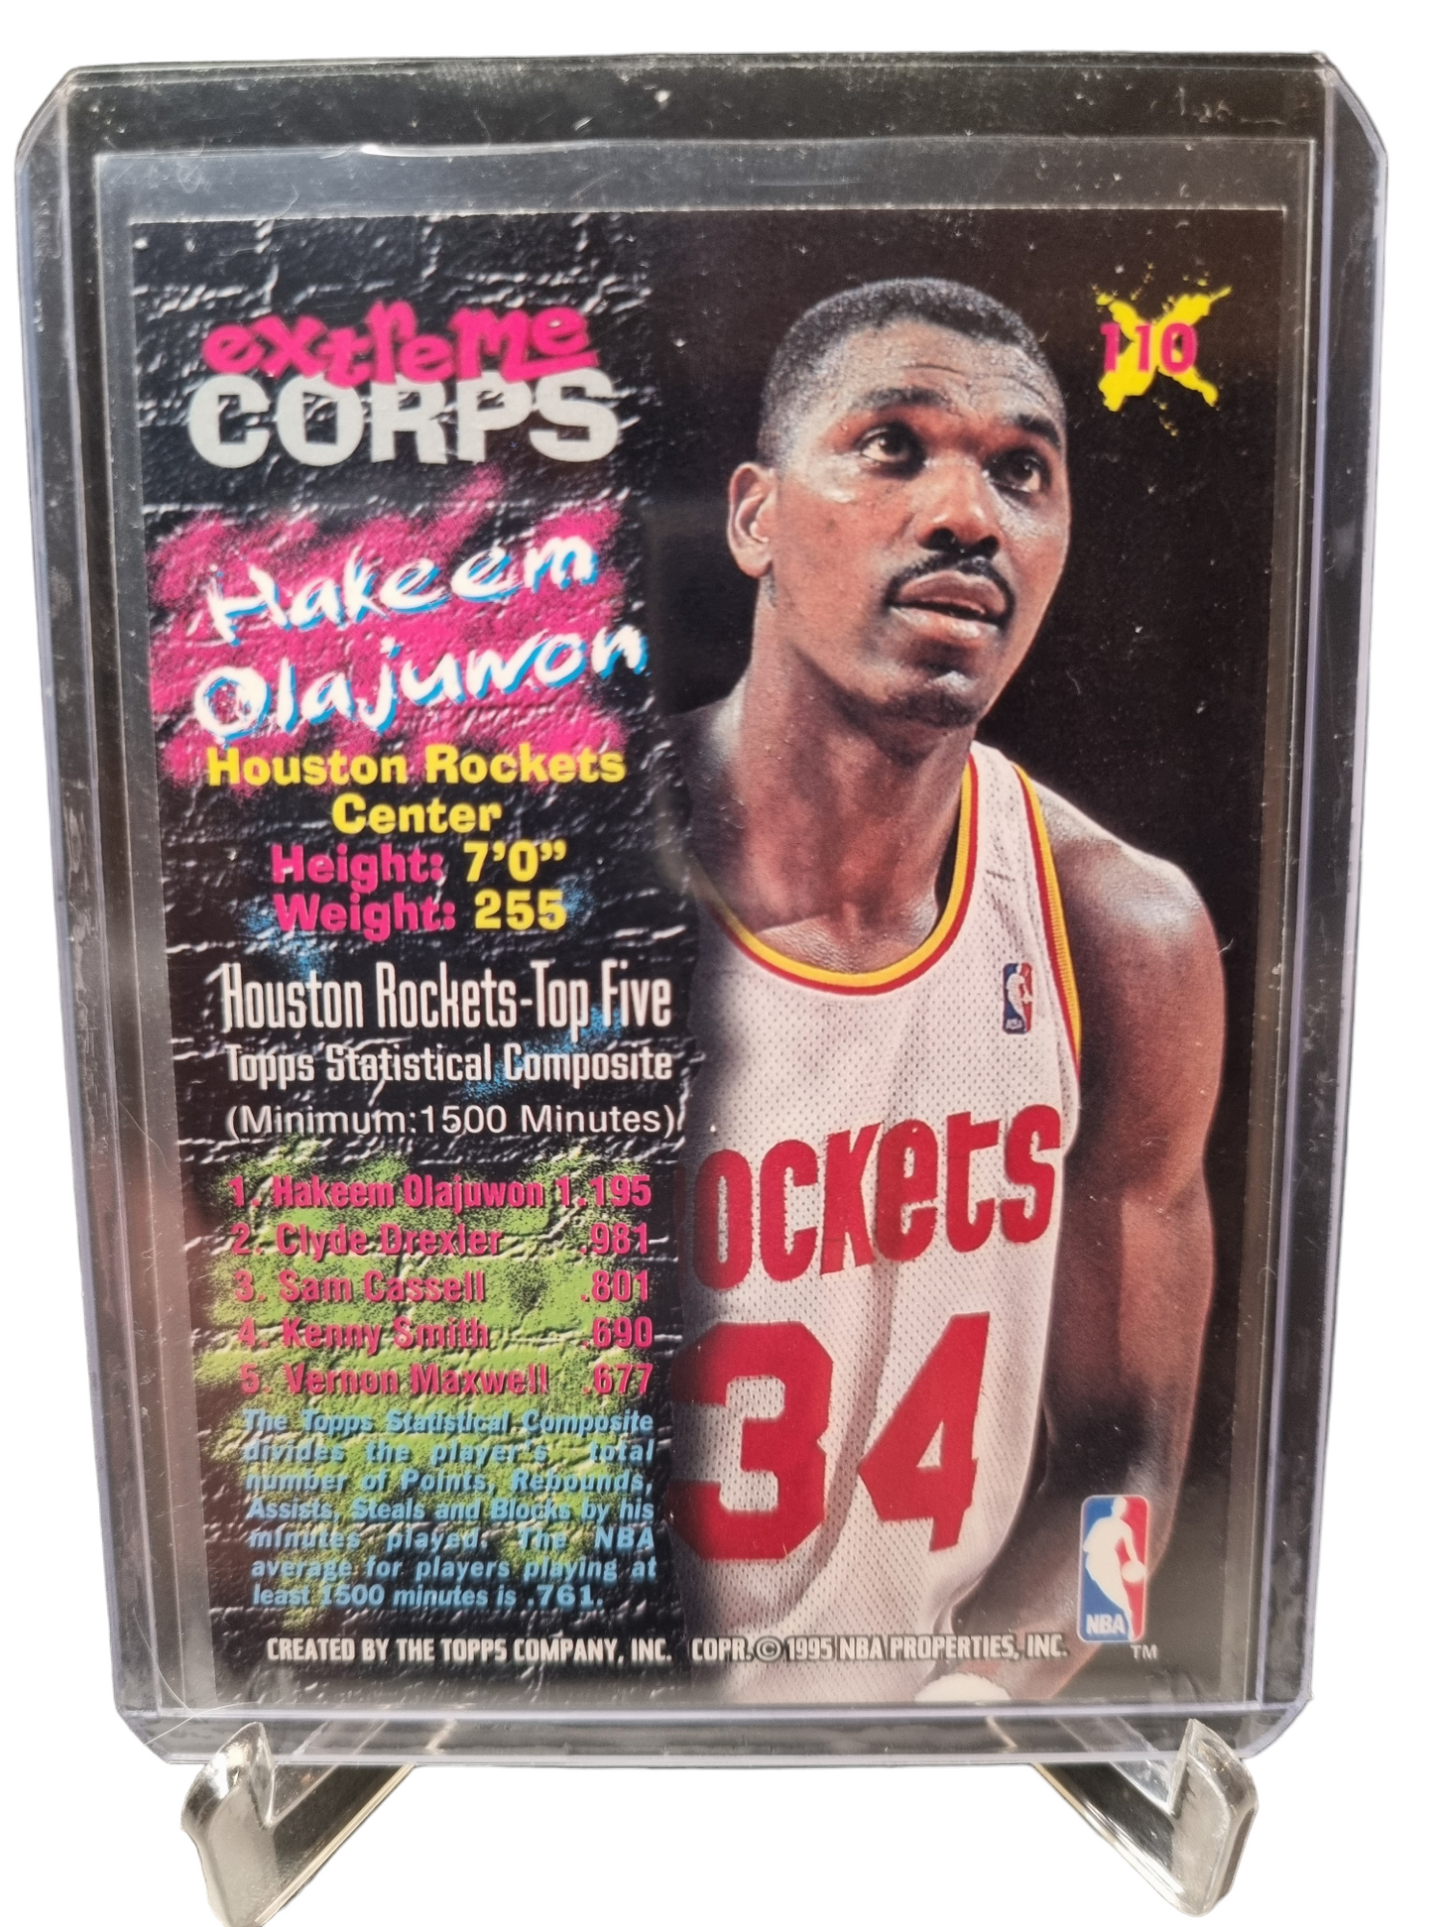 extreme
CORPS
110
Hakeem
Olajuwon
Houston Rockets
Center
Height: 7'0"
Weight: 255
Houston Rockets-Top Five
Topps Statistical Composite
(Minimum:1500 Minutes)
1. Hakeem Olajuwon 1.195
2. Clyde Drexler .981
3. Sam Cassell .801
4. Kenny Smith .690
5. Vernon Maxwell .677
The Topps Statistical Composite
divides the player's total
number of Points, Rebounds,
Assists, Steals and Blocks by his
minutes played. The NBA
average for players playing at
least 1500 minutes is .761.
ockets
34
NBA
NBA
TM
CREATED BY THE TOPPS COMPANY, INC. COPR. © 1995 NBA PROPERTIES, INC.